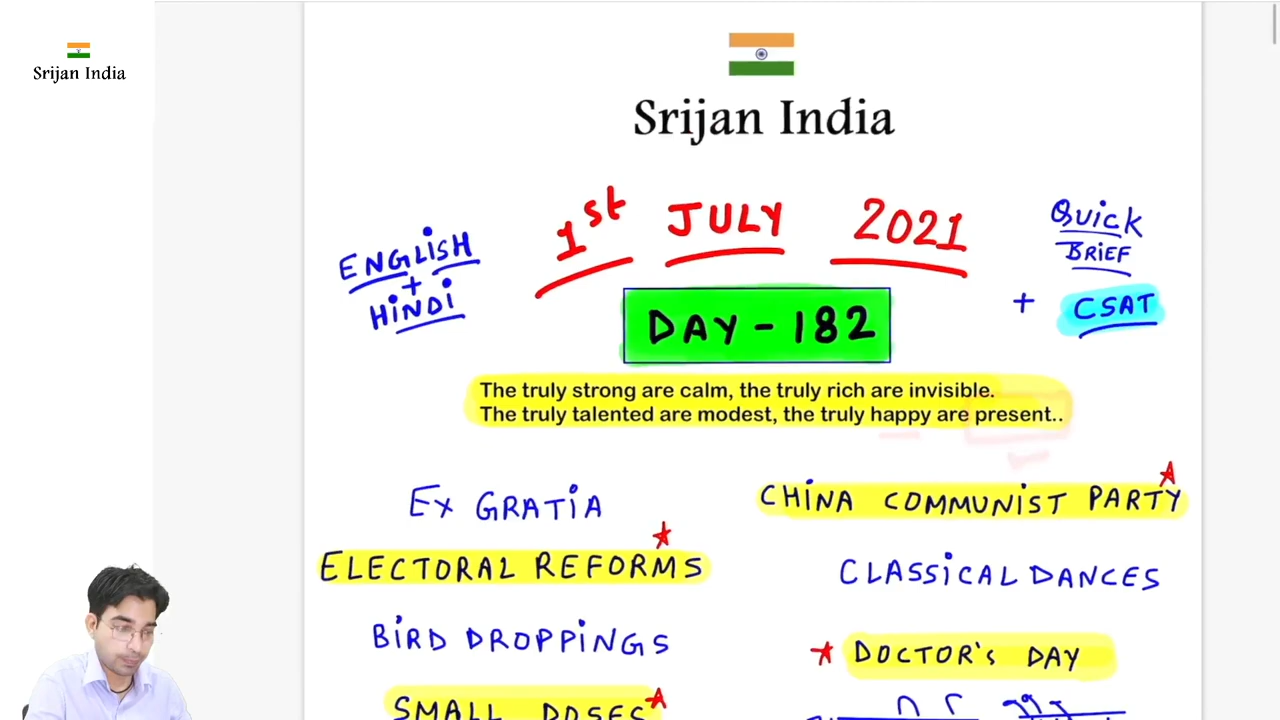 Srijan India
Srijan India
1st JULY 2021
ENGLISH
+
HINDI
QUICK
BRIEF
+ CSAT
DAY - 182
The truly strong are calm, the truly rich are invisible.
The truly talented are modest, the truly happy are present..
EX GRATIA
CHINA COMMUNIST PARTY
ELECTORAL REFORMS
CLASSICAL DANCES
BIRD DROPPINGS
DOCTOR'S DAY
SMALL DOSES